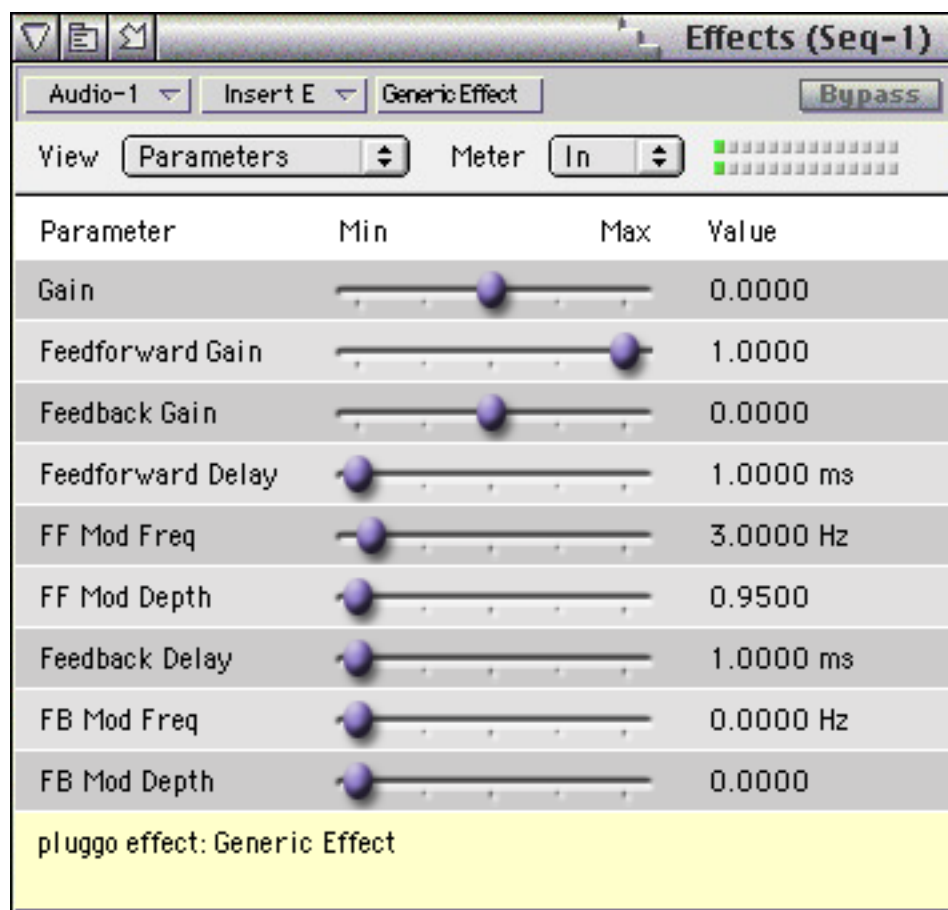 Effects (Seq-1)
Audio-1 Insert E Generic Effect Bypass
View Parameters Meter In
Parameter Min Max Value
Gain 0.0000
Feedforward Gain 1.0000
Feedback Gain 0.0000
Feedforward Delay 1.0000 ms
FF Mod Freq 3.0000 Hz
FF Mod Depth 0.9500
Feedback Delay 1.0000 ms
FB Mod Freq 0.0000 Hz
FB Mod Depth 0.0000
pluggo effect: Generic Effect